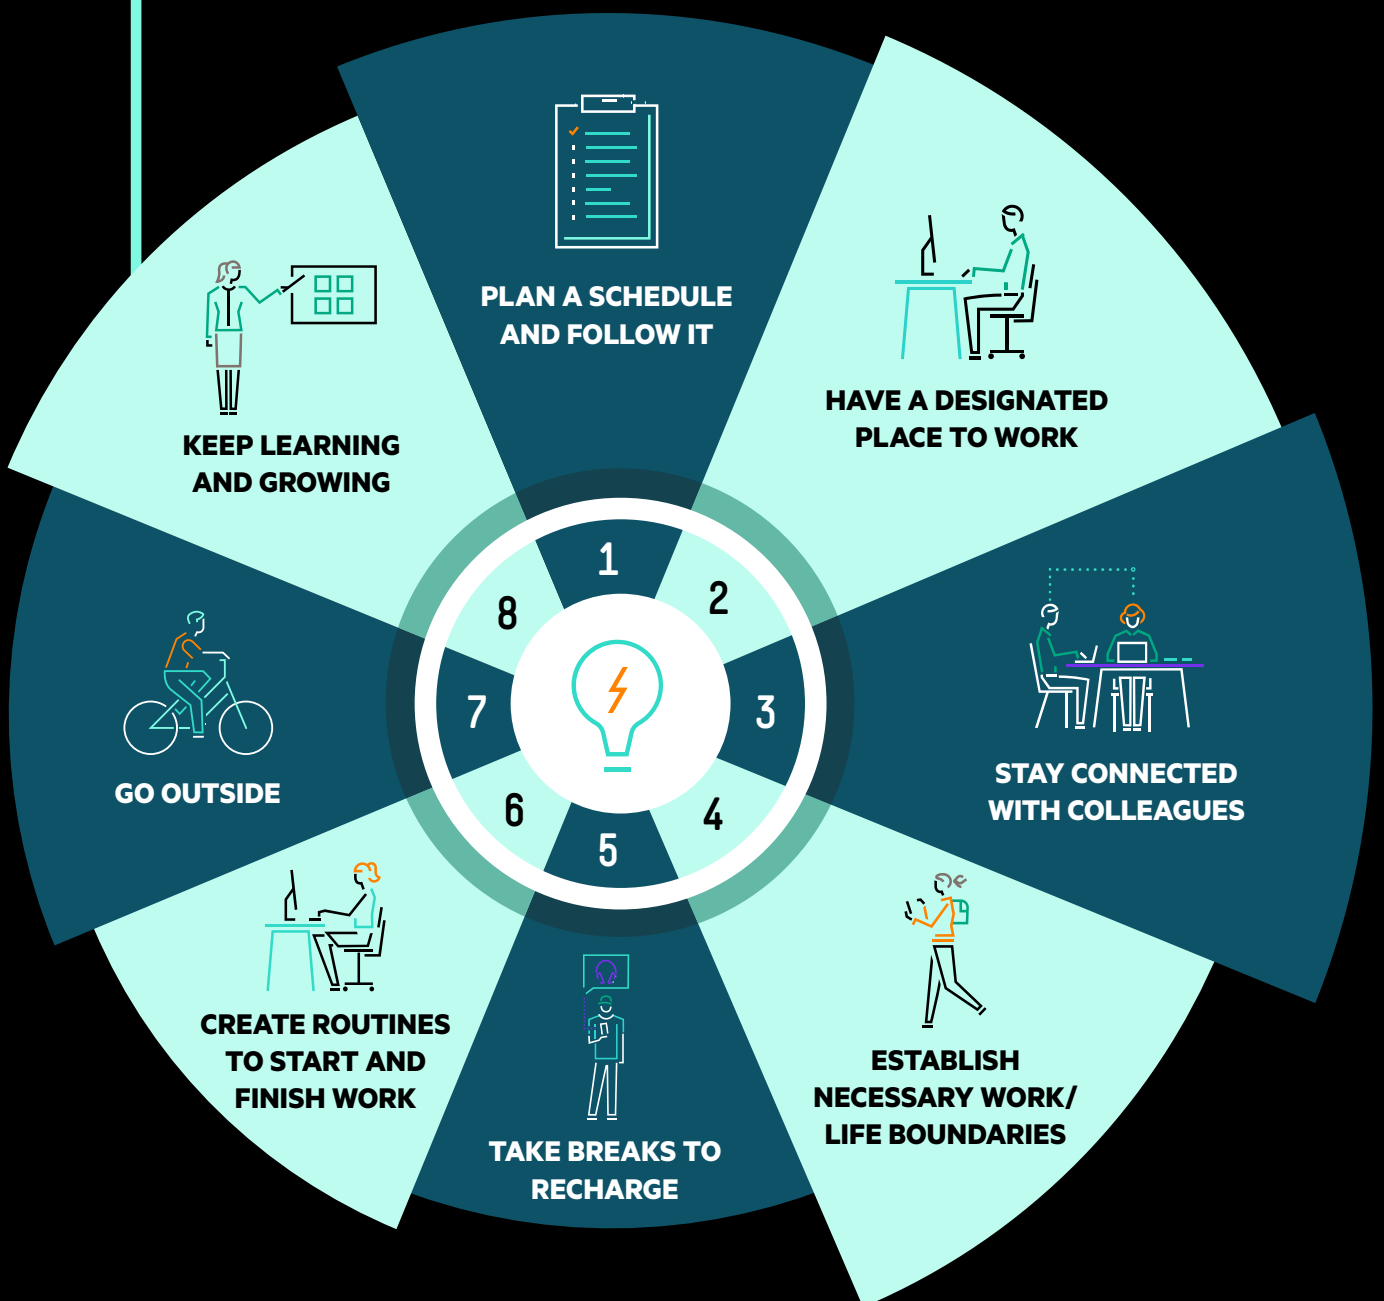 PLAN A SCHEDULE
AND FOLLOW IT
HAVE A DESIGNATED
PLACE TO WORK
STAY CONNECTED
WITH COLLEAGUES
ESTABLISH
NECESSARY WORK/
LIFE BOUNDARIES
TAKE BREAKS TO
RECHARGE
CREATE ROUTINES
TO START AND
FINISH WORK
GO OUTSIDE
KEEP LEARNING
AND GROWING
1
2
3
4
5
6
7
8